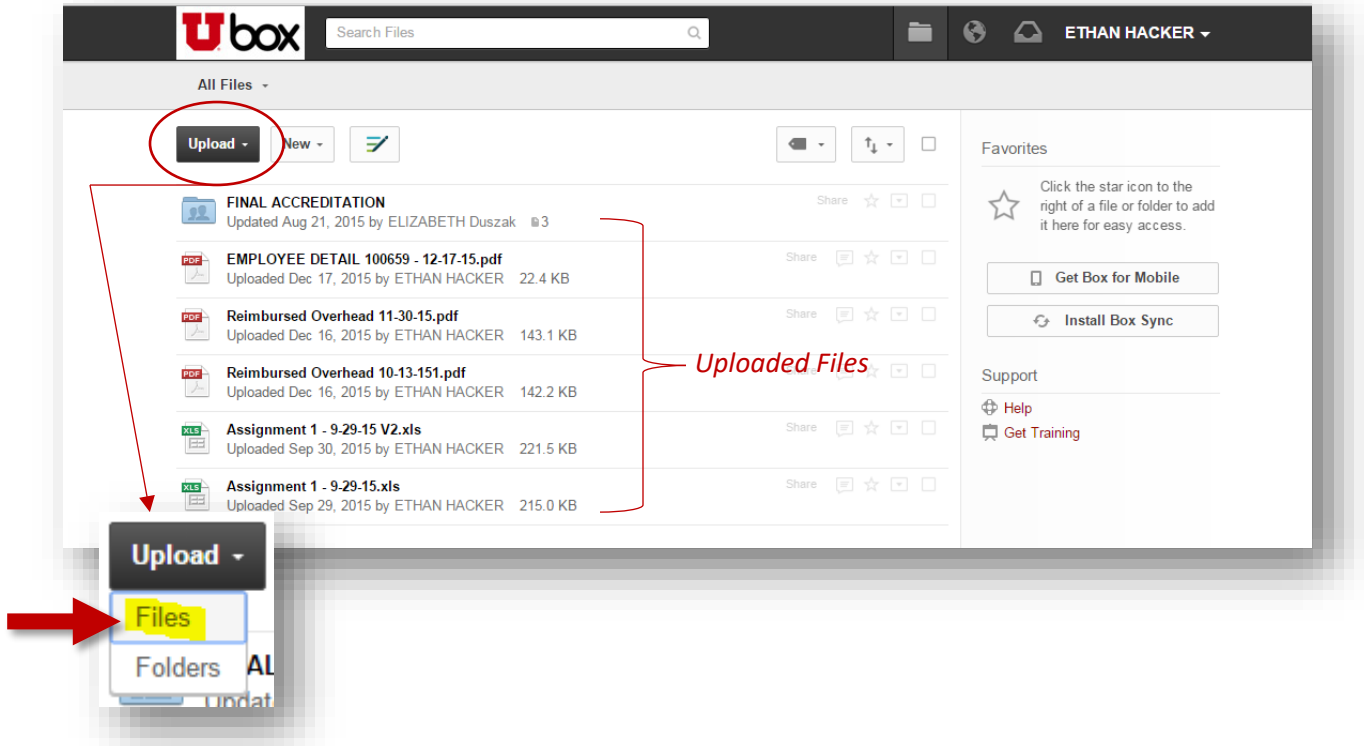 U box
Search Files
ETHAN HACKER
All Files
Upload
New
FINAL ACCREDITATION
Share
Updated Aug 21, 2015 by ELIZABETH Duszak 3
EMPLOYEE DETAIL 100659 - 12-17-15.pdf
Share
Uploaded Dec 17, 2015 by ETHAN HACKER 22.4 KB
Reimbursed Overhead 11-30-15.pdf
Share
Uploaded Dec 16, 2015 by ETHAN HACKER 143.1 KB
Reimbursed Overhead 10-13-151.pdf
Uploaded Dec 16, 2015 by ETHAN HACKER 142.2 KB
Assignment 1 - 9-29-15 V2.xls
Share
Uploaded Sep 30, 2015 by ETHAN HACKER 221.5 KB
Assignment 1 - 9-29-15.xls
Share
Uploaded Sep 29, 2015 by ETHAN HACKER 215.0 KB
PDF
PDF
PDF
XLS
XLS
Uploaded Files
Favorites
Click the star icon to the
right of a file or folder to add
it here for easy access.
Get Box for Mobile
Install Box Sync
Support
Help
Get Training
Upload
Files
Folders